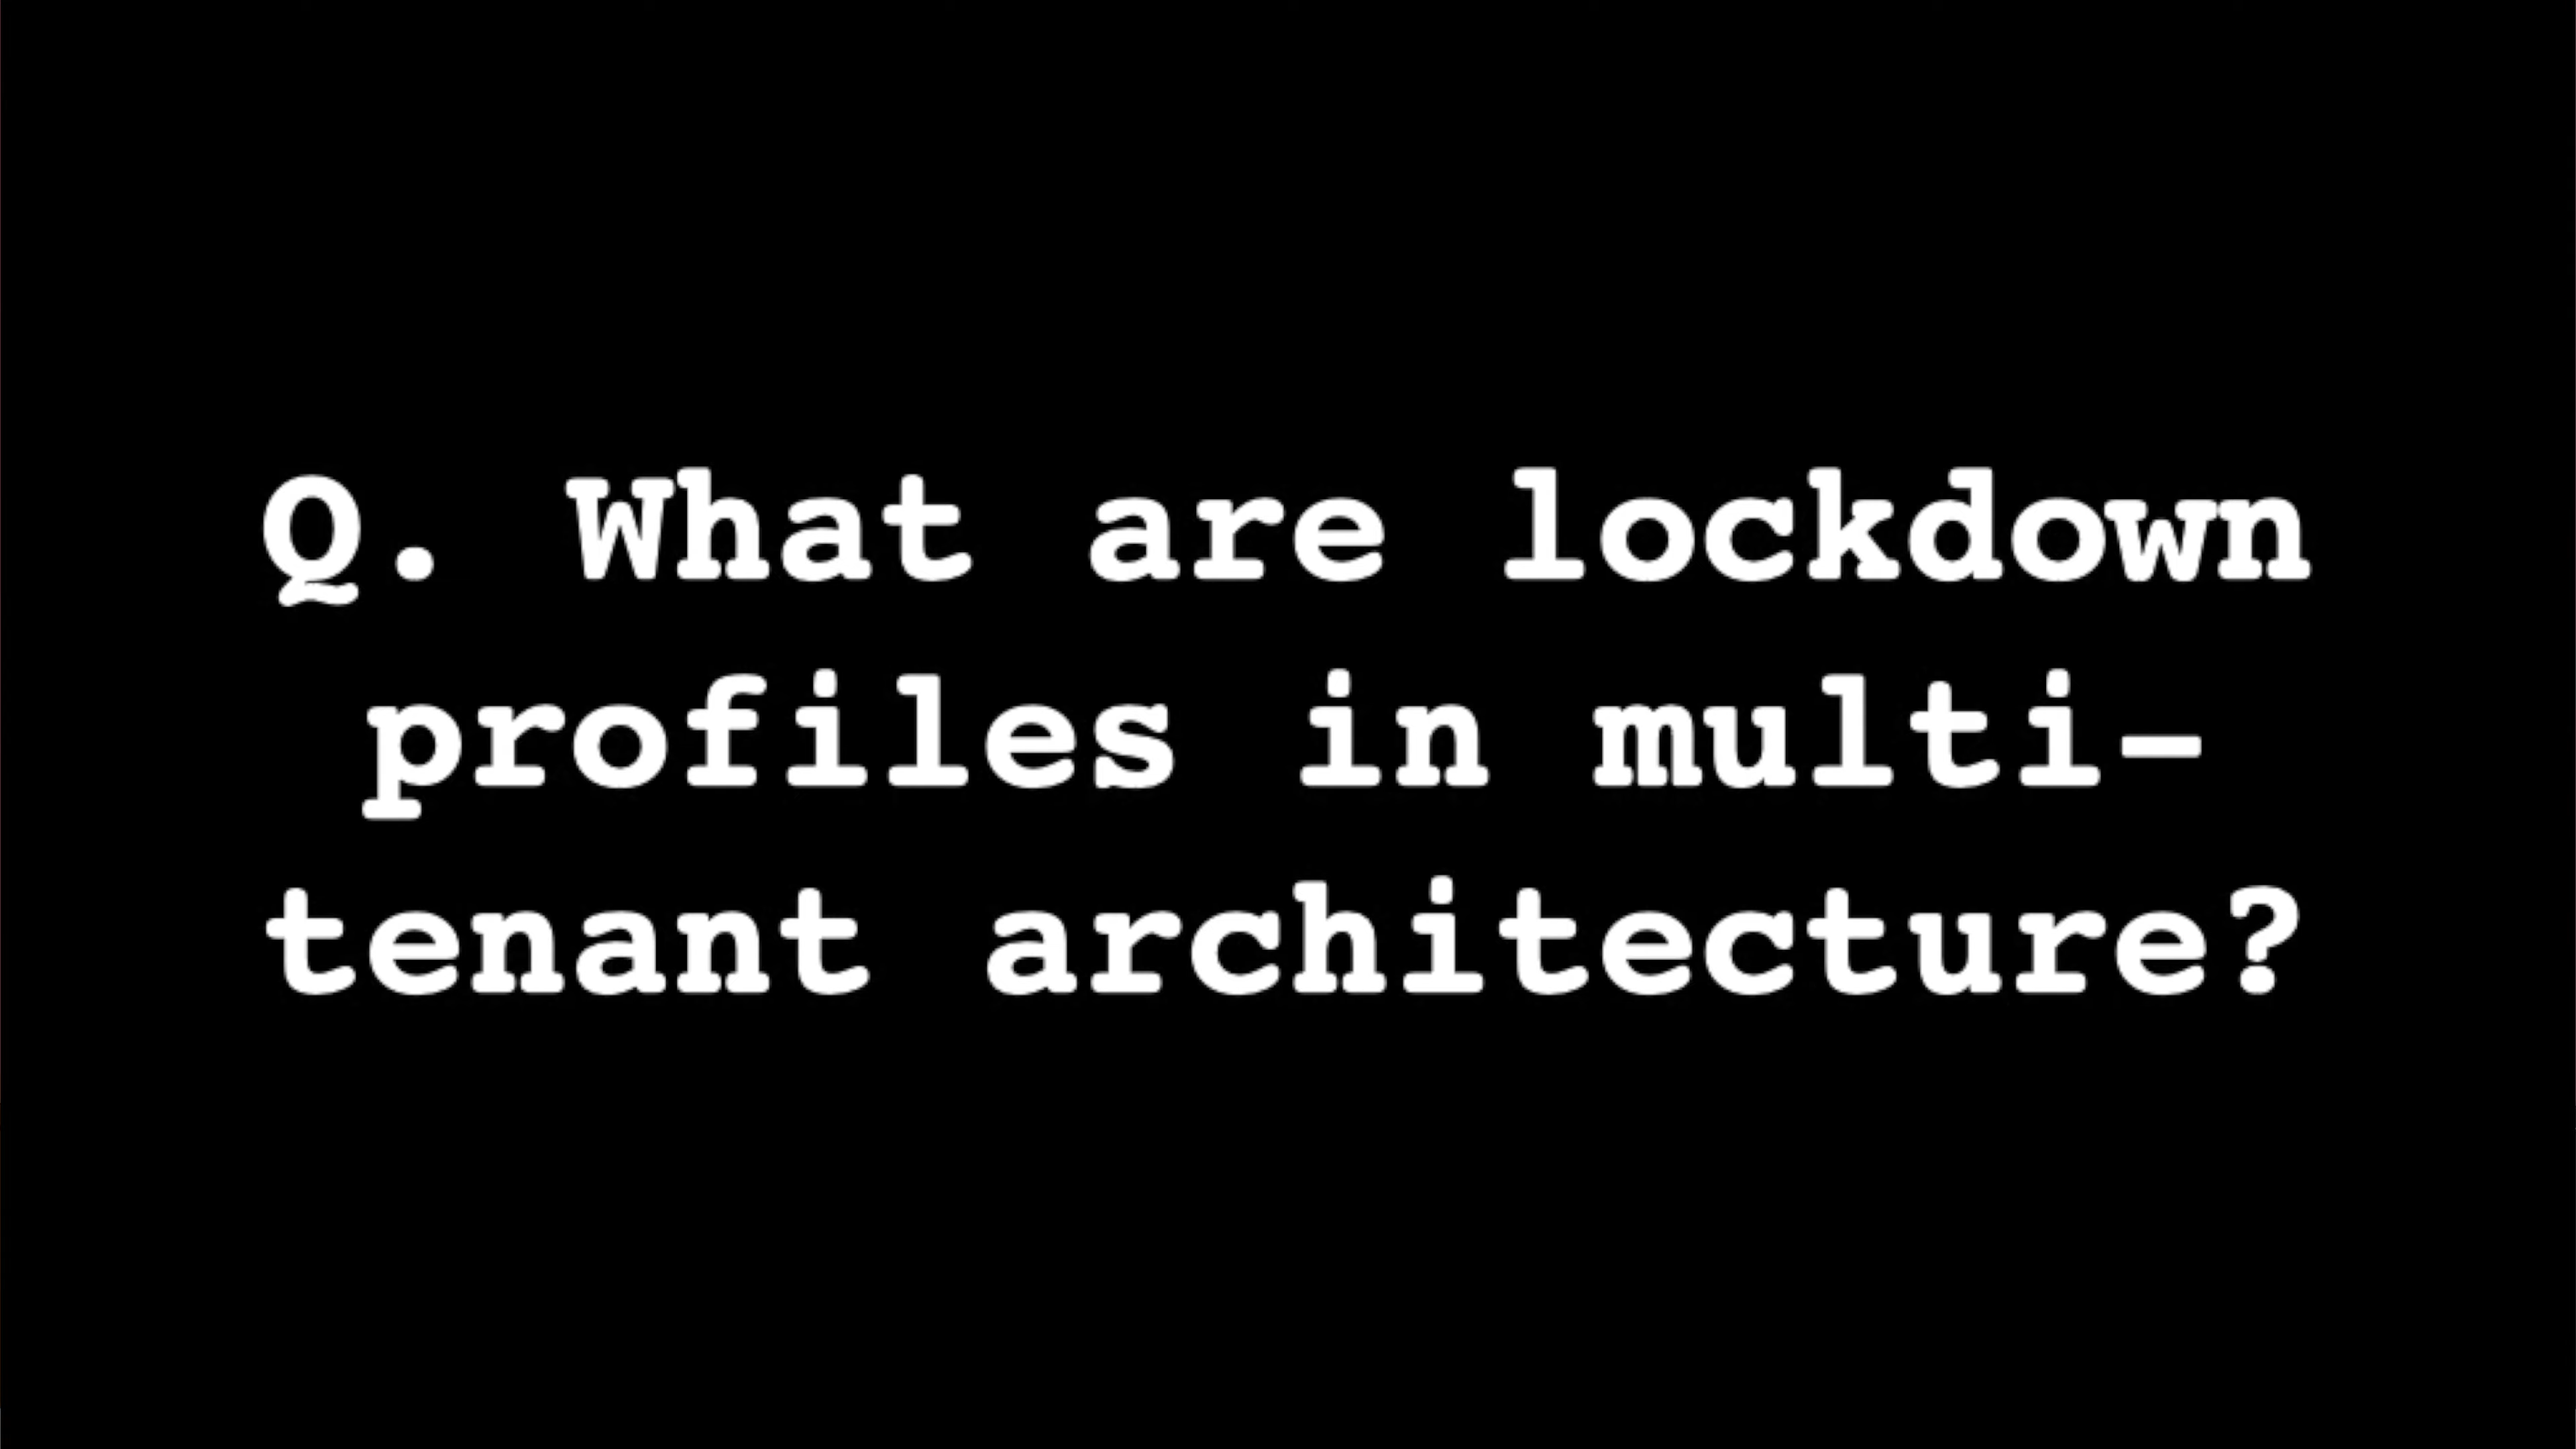 Q. What are lockdown
profiles in multi-
tenant architecture?